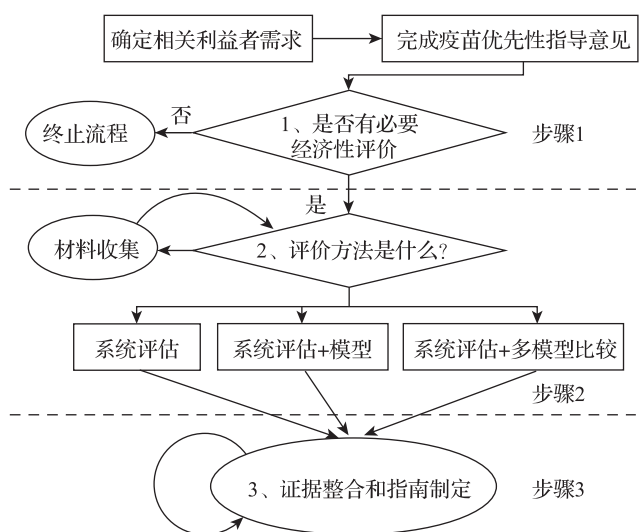 确定相关利益者需求
完成疫苗优先性指导意见
否
终止流程
1、是否有必要
经济性评价
步骤1
是
材料收集
2、评价方法是什么?
系统评估
系统评估+模型
系统评估+多模型比较
步骤2
3、证据整合和指南制定
步骤3